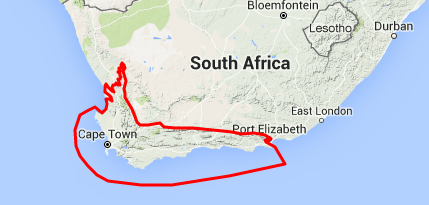 Bloemfontein
Lesotho
Durban
South Africa
East London
Port Elizabeth
Cape Town